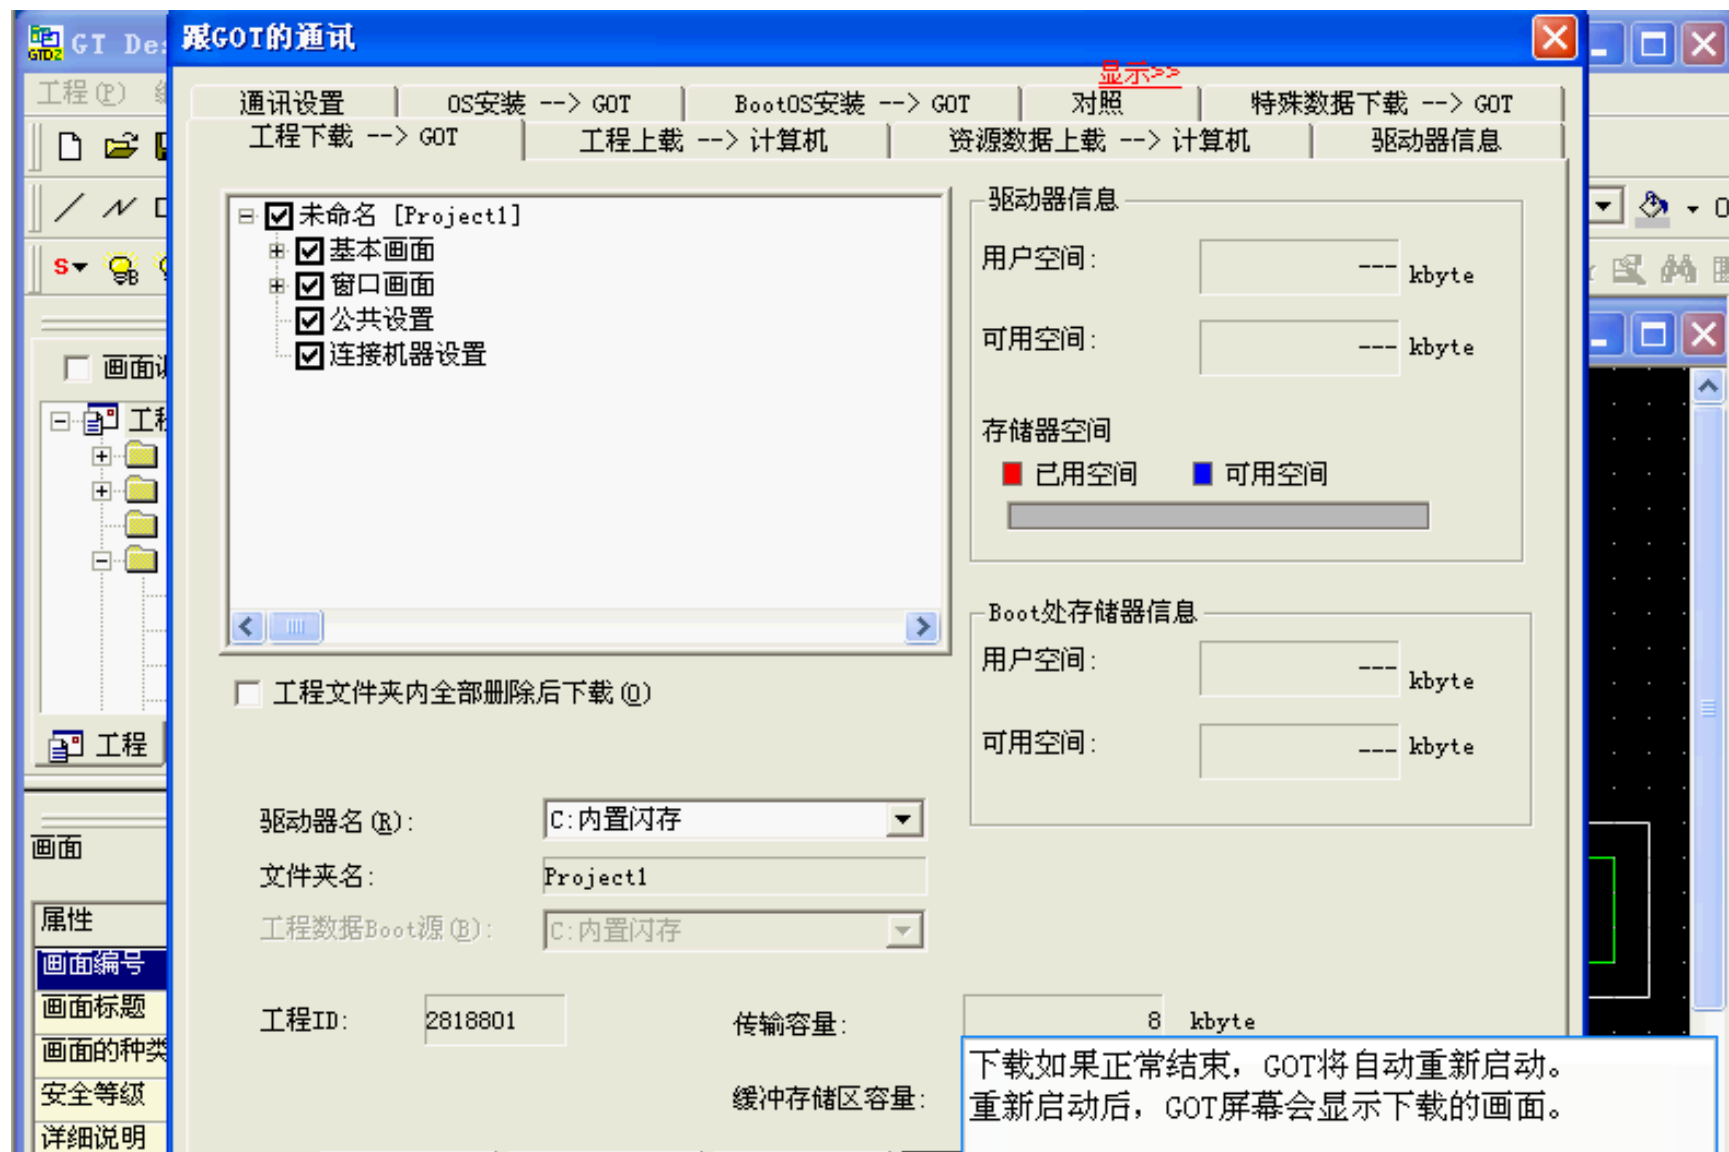 GT De
跟GOT的通讯
工程(P)
显示>>
通讯设置
OS安装 --> GOT
BootOS安装 --> GOT
对照
特殊数据下载 --> GOT
工程下载 --> GOT
工程上载 --> 计算机
资源数据上载 --> 计算机
驱动器信息
未命名 [Project1]
基本画面
窗口画面
公共设置
连接机器设置
工程文件夹内全部删除后下载(O)
驱动器名(R):
C:内置闪存
文件夹名:
Project1
工程数据Boot源(B):
C:内置闪存
工程ID:
2818801
传输容量:
8 kbyte
缓冲存储区容量:
驱动器信息
用户空间:
--- kbyte
可用空间:
--- kbyte
存储器空间
已用空间
可用空间
Boot处存储器信息
用户空间:
--- kbyte
可用空间:
--- kbyte
下载如果正常结束，GOT将自动重新启动。
重新启动后，GOT屏幕会显示下载的画面。
S
画面
工程
工程
画面
属性
画面编号
画面标题
画面的种类
安全等级
详细说明